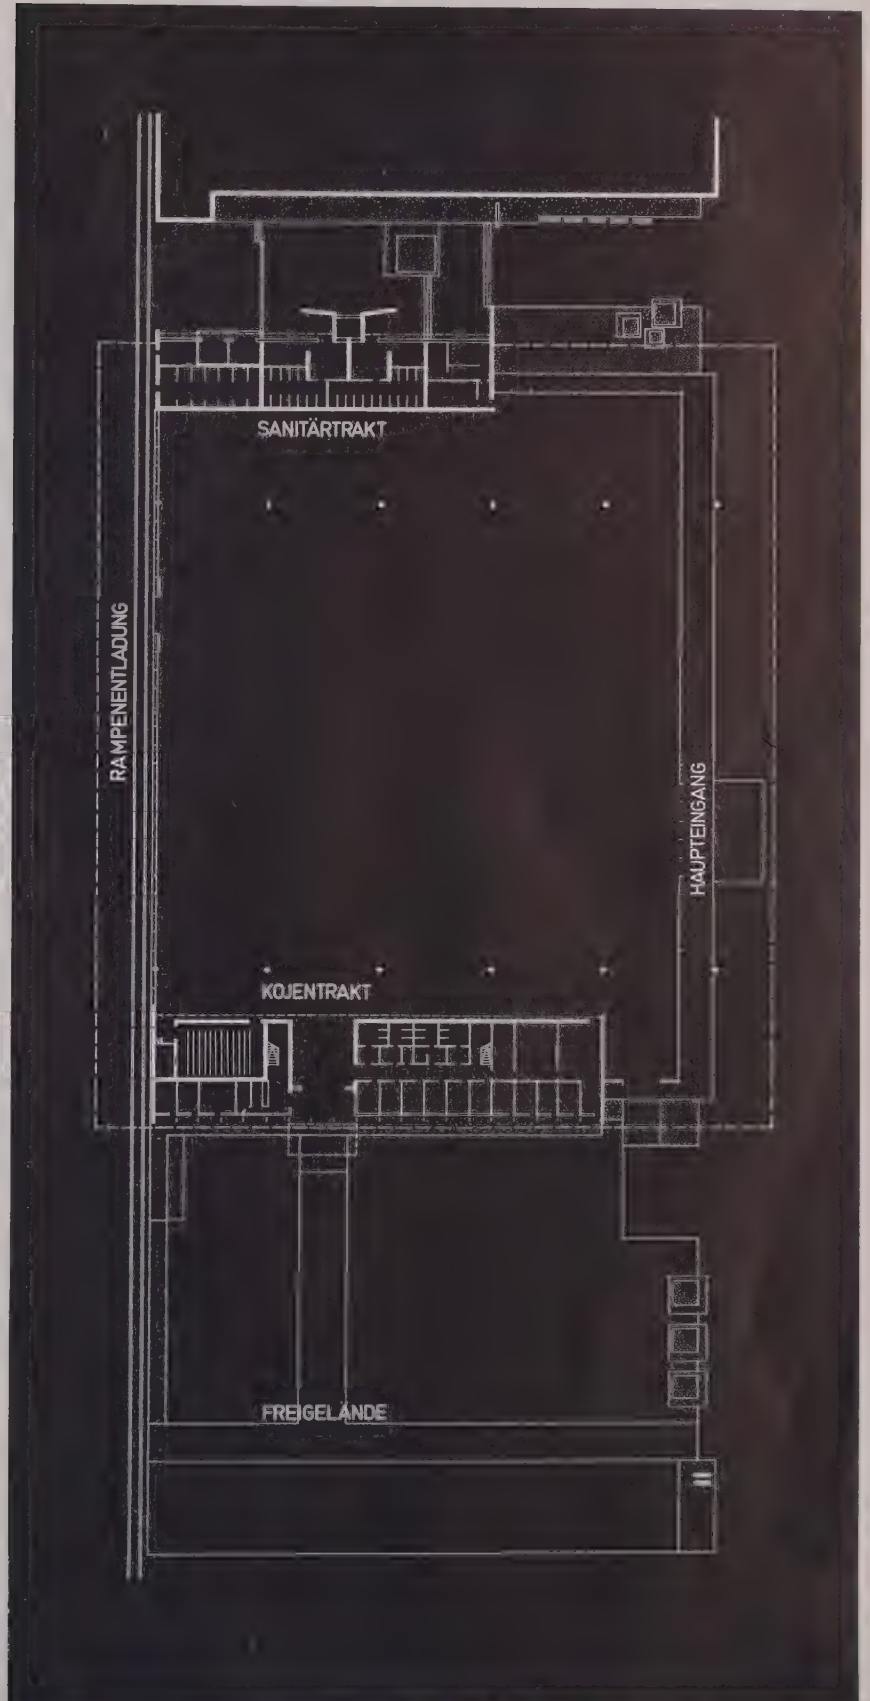 SANITÄRTRAKT
RAMPENENTLADUNG
HAUPTEINGANG
KOJENTRAKT
FREIGELÄNDE